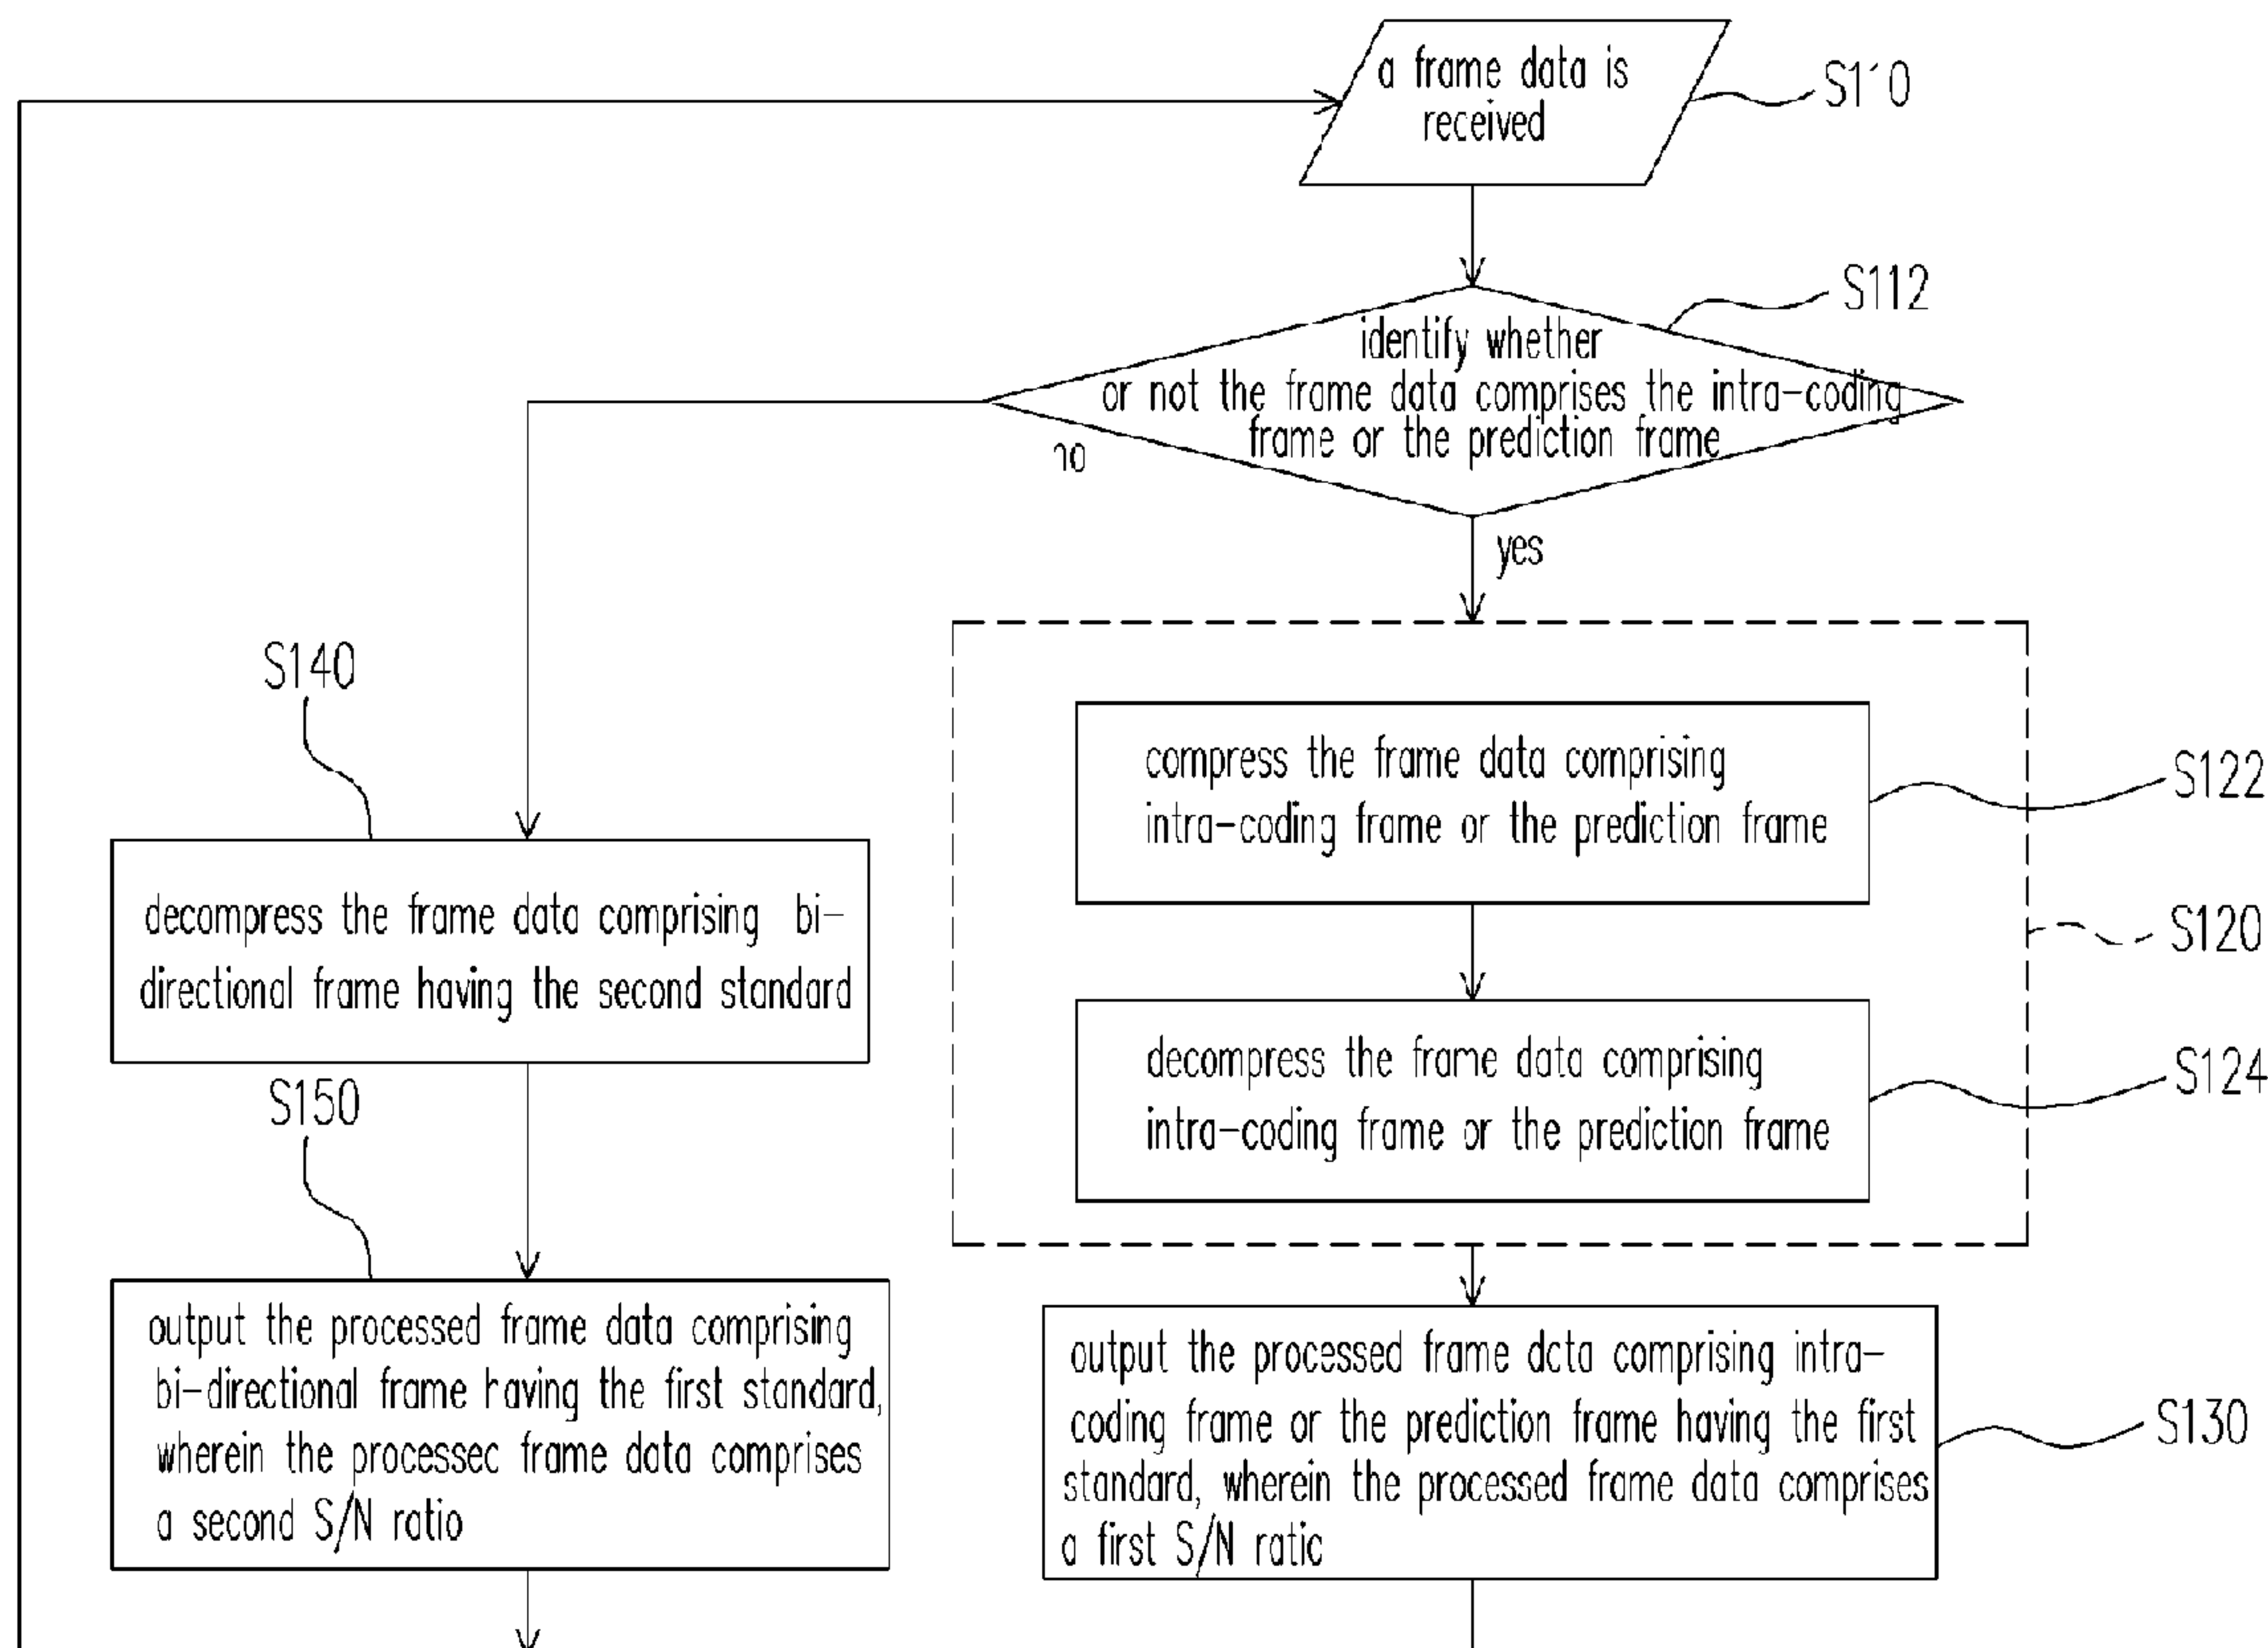 a frame data is
received
S110
S112
identify whether
or not the frame data comprises the intra-coding
frame or the prediction frame
no
yes
S140
compress the frame data comprising
intra-coding frame or the prediction frame
S122
decompress the frame data comprising bi-
directional frame having the second standard
S120
decompress the frame data comprising
intra-coding frame or the prediction frame
S124
S150
output the processed frame data comprising
bi-directional frame having the first standard,
wherein the processed frame data comprises
a second S/N ratio
output the processed frame data comprising intra-
coding frame or the prediction frame having the first
standard, wherein the processed frame data comprises
a first S/N ratio
S130